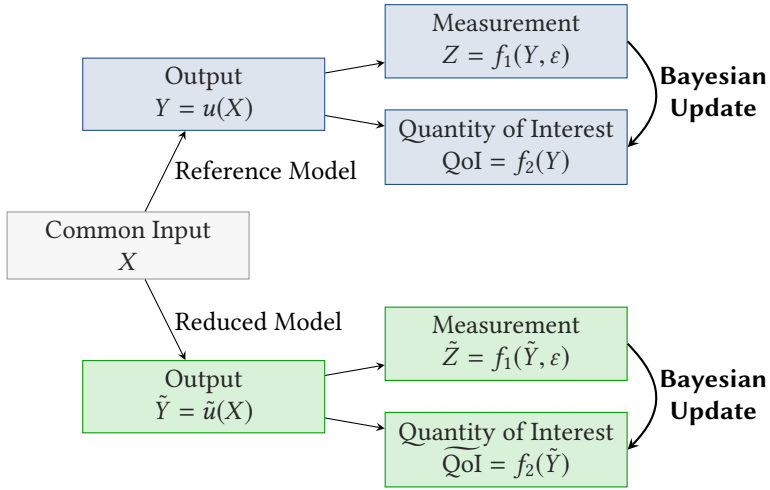 Measurement
Z = f₁(Y, ε)
Output
Y = u(X)
Bayesian
Update
Quantity of Interest
QoI = f₂(Y)
Reference Model
Common Input
X
Reduced Model
Measurement
Z̃ = f₁(Ỹ, ε)
Output
Ỹ = ũ(X)
Bayesian
Update
Quantity of Interest
Q͠oI = f₂(Ỹ)